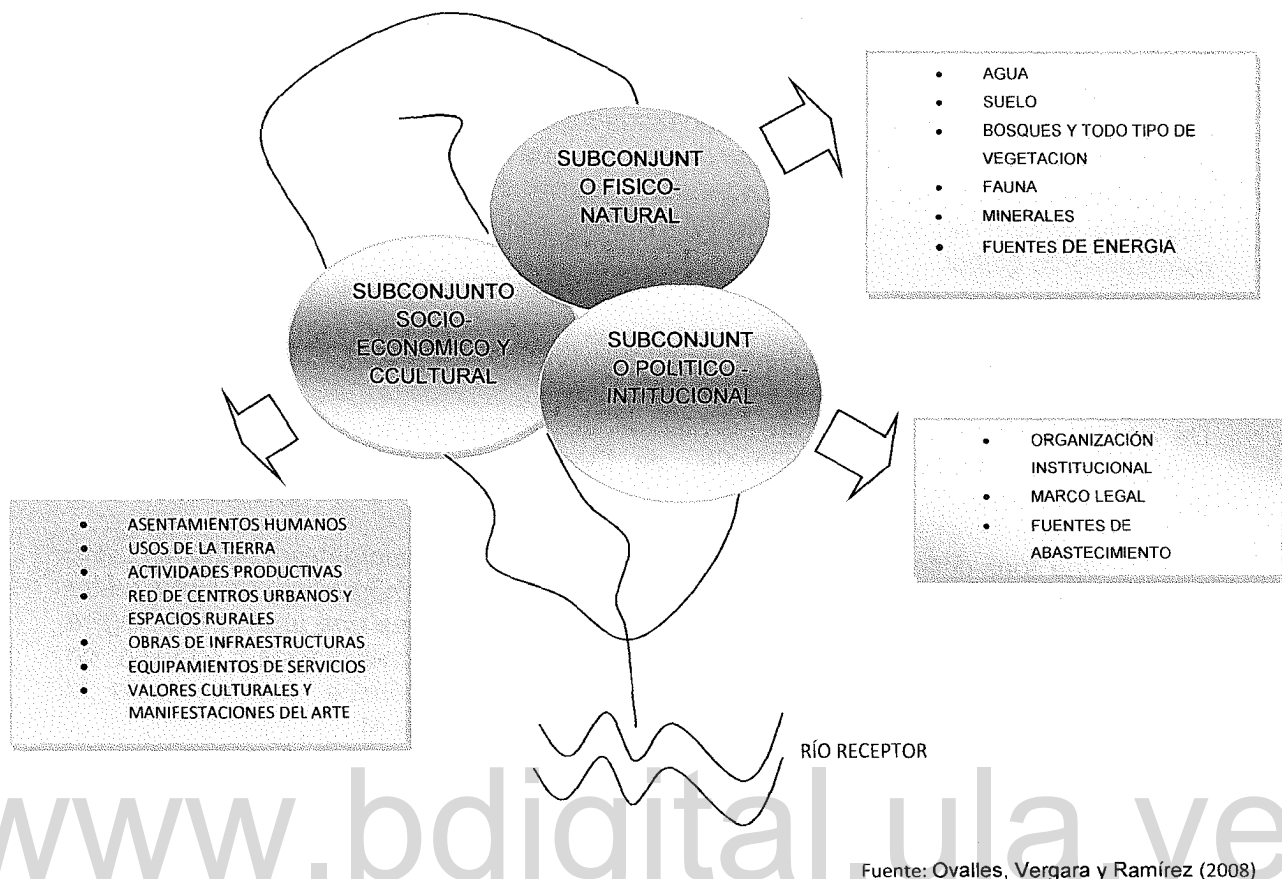 SUBCONJUNT
O FISICO-
NATURAL
• AGUA
• SUELO
• BOSQUES Y TODO TIPO DE
VEGETACION
• FAUNA
• MINERALES
• FUENTES DE ENERGIA
SUBCONJUNTO
SOCIO-
ECONOMICO Y
CCULTURAL
SUBCONJUNT
O POLITICO -
INTITUCIONAL
• ORGANIZACIÓN
INSTITUCIONAL
• MARCO LEGAL
• FUENTES DE
ABASTECIMIENTO
• ASENTAMIENTOS HUMANOS
• USOS DE LA TIERRA
• ACTIVIDADES PRODUCTIVAS
• RED DE CENTROS URBANOS Y
ESPACIOS RURALES
• OBRAS DE INFRAESTRUCTURAS
• EQUIPAMIENTOS DE SERVICIOS
• VALORES CULTURALES Y
MANIFESTACIONES DEL ARTE
RÍO RECEPTOR
www.bdigital.ula.ve
Fuente: Ovalles, Vergara y Ramírez (2008)